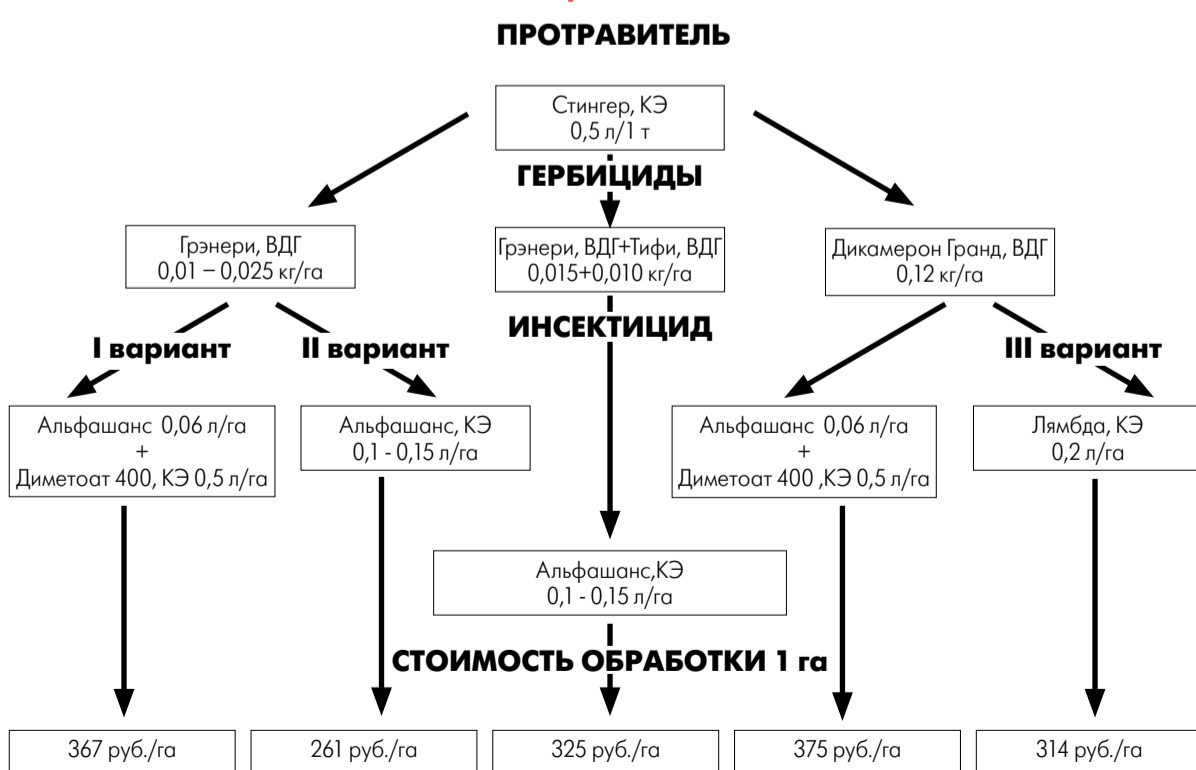 ПРОТРАВИТЕЛЬ
Стингер, КЭ
0,5 л/1 т
ГЕРБИЦИДЫ
Грэнери, ВДГ
0,01 – 0,025 кг/га
Грэнери, ВДГ+Тифи, ВДГ
0,015+0,010 кг/га
Дикамерон Гранд, ВДГ
0,12 кг/га
ИНСЕКТИЦИД
I вариант
II вариант
III вариант
Альфашанс 0,06 л/га
+
Диметоат 400, КЭ 0,5 л/га
Альфашанс, КЭ
0,1 - 0,15 л/га
Альфашанс 0,06 л/га
+
Диметоат 400 ,КЭ 0,5 л/га
Лямбда, КЭ
0,2 л/га
Альфашанс,КЭ
0,1 - 0,15 л/га
СТОИМОСТЬ ОБРАБОТКИ 1 га
367 руб./га
261 руб./га
325 руб./га
375 руб./га
314 руб./га